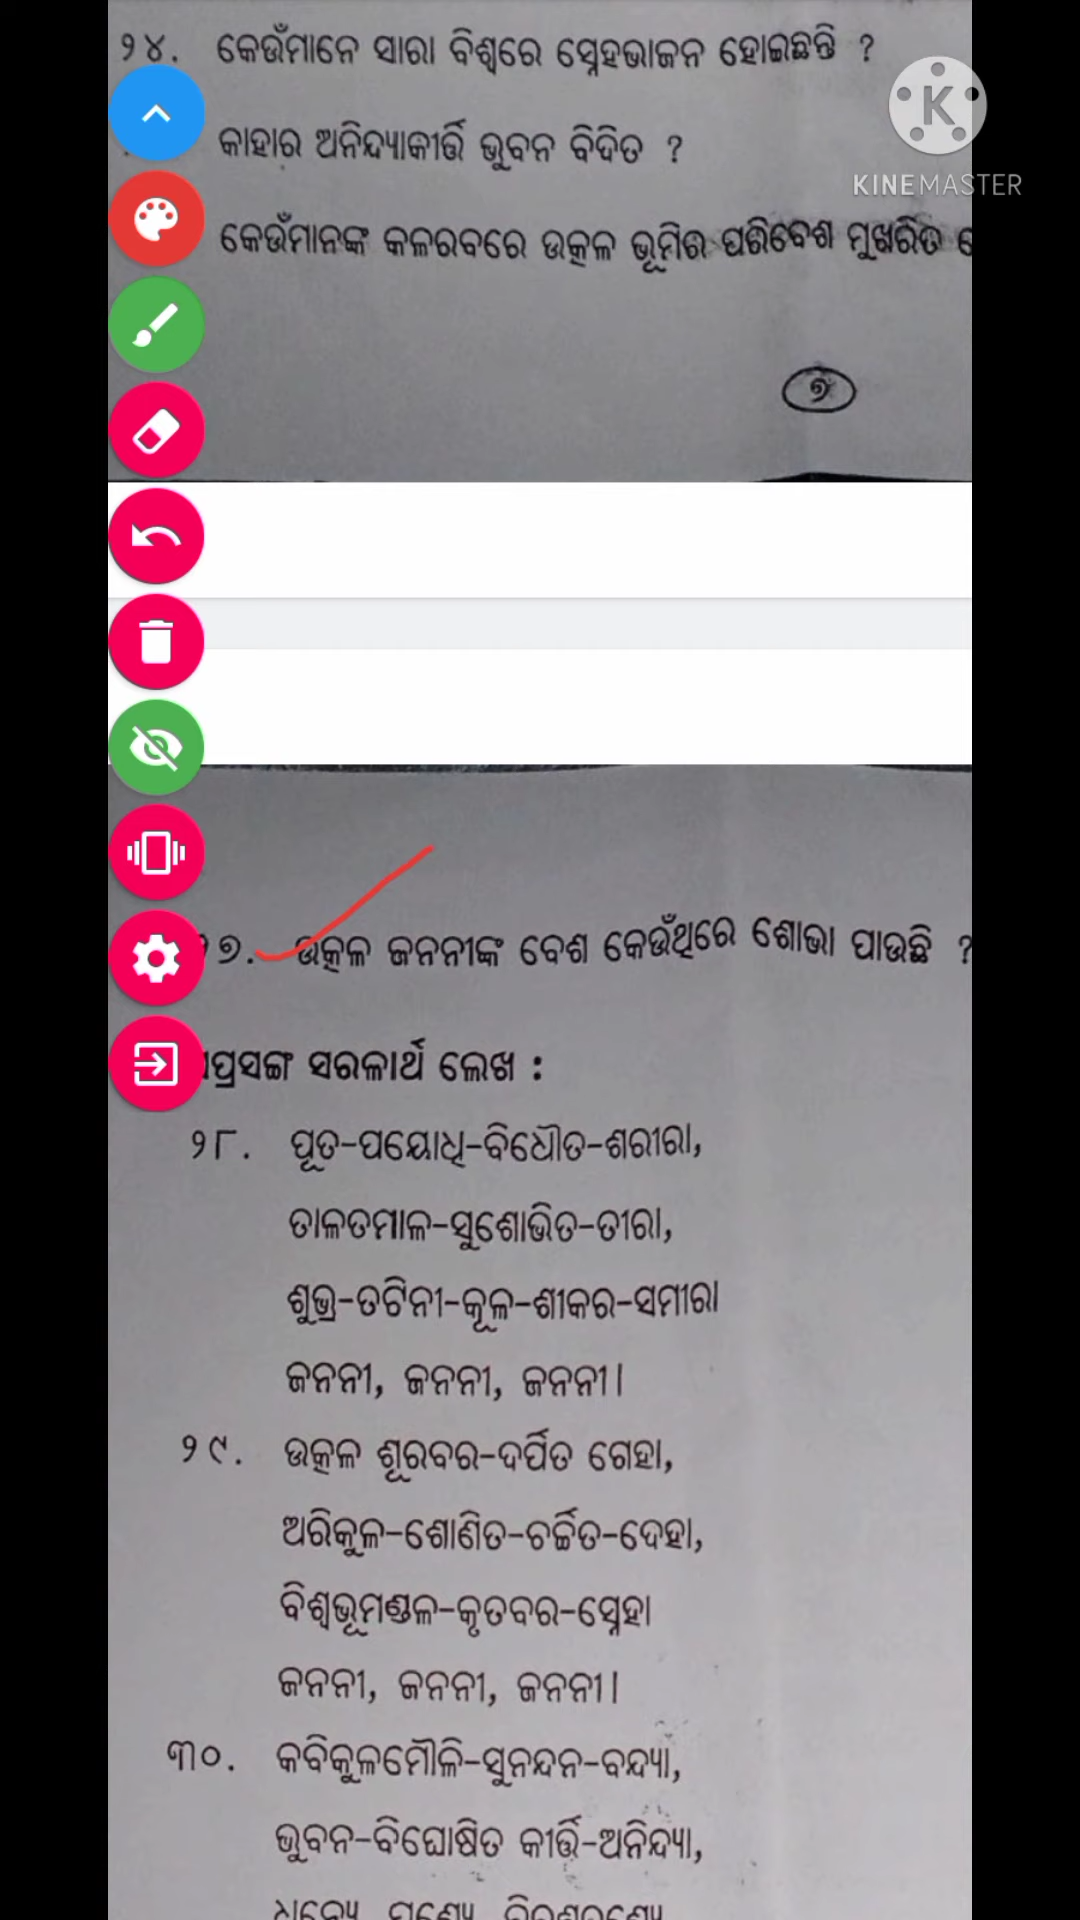 ୨୪. କେଉଁମାନେ ସାରା ବିଶ୍ୱରେ ସ୍ନେହଭାଜନ ହୋଇଛନ୍ତି ?
K
KINEMASTER
କାହାର ଅନିନ୍ଦ୍ୟାକୀର୍ତ୍ତି ଭୁବନ ବିଦିତ ?
କେଉଁମାନଙ୍କ କଳରବରେ ଉତ୍କଳ ଭୂମିର ପରିବେଶ ମୁଖରିତ
୭
୨୭. ଉତ୍କଳ ଜନନୀଙ୍କ ବେଶ କେଉଁଥିରେ ଶୋଭା ପାଉଛି ?
ସପ୍ରସଙ୍ଗ ସରଳାର୍ଥ ଲେଖ :
୨୮. ପୂତ-ପୟୋଧି-ବିଧୌତ-ଶରୀରା,
ତାଳତମାଳ-ସୁଶୋଭିତ-ତୀରା,
ଶୁଭ୍ର-ତଟିନୀ-କୂଳ-ଶୀକର-ସମୀରା
ଜନନୀ, ଜନନୀ, ଜନନୀ।
୨୯. ଉତ୍କଳ ଶୂରବର-ଦର୍ପିତ ଗେହା,
ଅରିକୁଳ-ଶୋଣିତ-ଚର୍ଚ୍ଚିତ-ଦେହା,
ବିଶ୍ୱଭୂମଣ୍ଡଳ-କୃତବର-ସ୍ନେହା
ଜନନୀ, ଜନନୀ, ଜନନୀ।
୩୦. କବିକୁଳମୌଳି-ସୁନନ୍ଦନ-ବନ୍ଦ୍ୟା,
ଭୁବନ-ବିଘୋଷିତ କୀର୍ତ୍ତି-ଅନିନ୍ଦ୍ୟା,